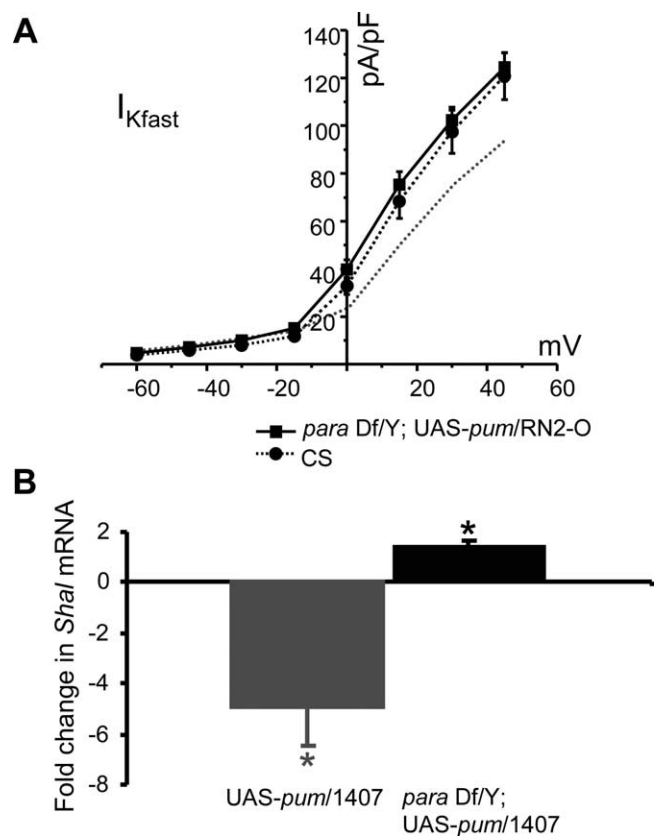 A
I_Kfast
pA/pF
140
120
100
80
60
40
20
mV
-60 -40 -20 20 40 60
para Df/Y; UAS-pum/RN2-O
CS
B
Fold change in Shal mRNA
2
0
-2
-4
-6
-8
*
*
UAS-pum/1407
para Df/Y;
UAS-pum/1407